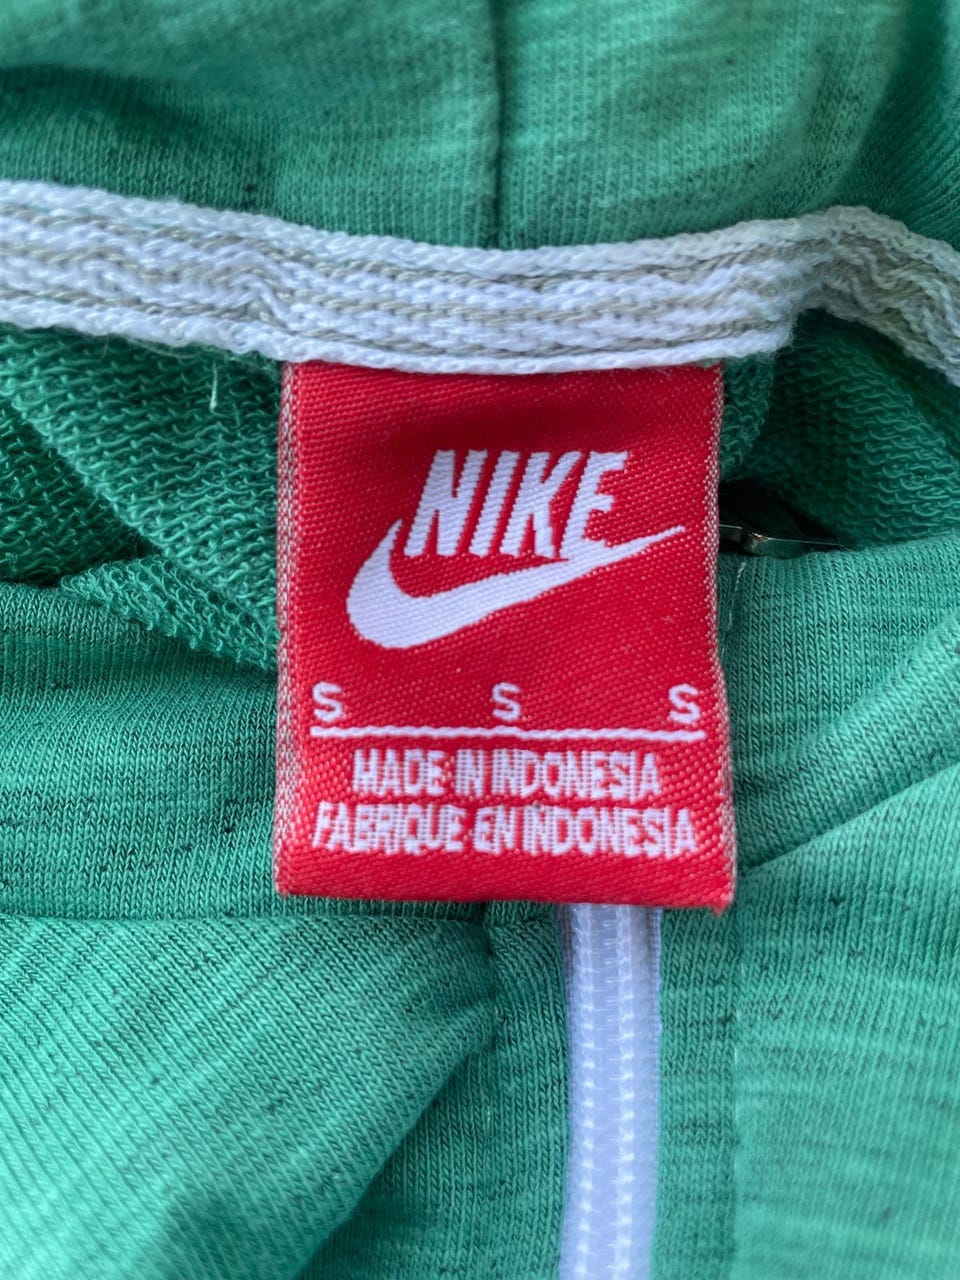 NIKE
S S S
MADE IN INDONESIA
FABRIQUE EN INDONESIA